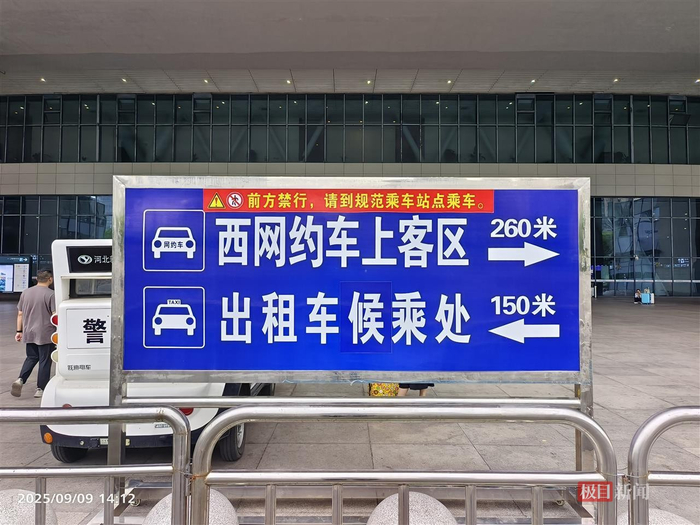 前方禁行，请到规范乘车站点乘车。
网约车
西网约车上客区 260米
TAXI
出租车候乘处 150米
河北
警
2025/09/09 14:12
极目新闻